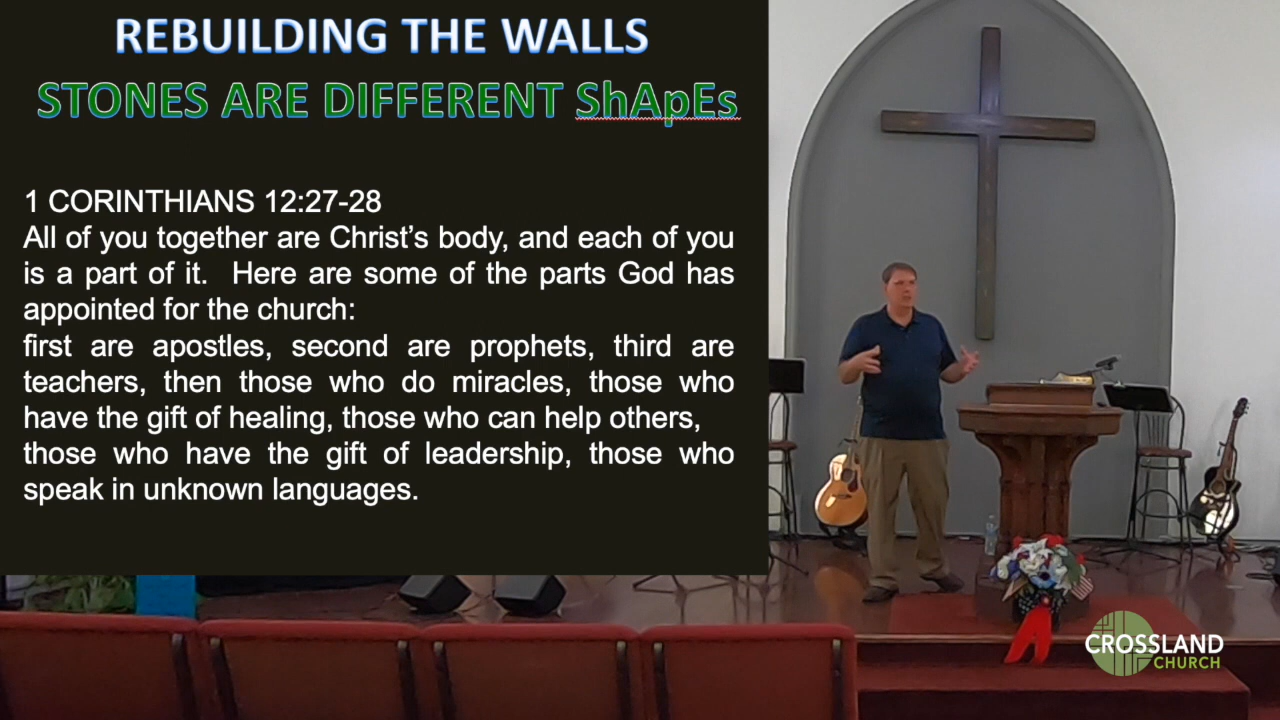 REBUILDING THE WALLS
STONES ARE DIFFERENT ShApEs
1 CORINTHIANS 12:27-28
All of you together are Christ’s body, and each of you
is a part of it.  Here are some of the parts God has
appointed for the church:
first are apostles, second are prophets, third are
teachers, then those who do miracles, those who
have the gift of healing, those who can help others,
those who have the gift of leadership, those who
speak in unknown languages.
CROSSLAND
CHURCH